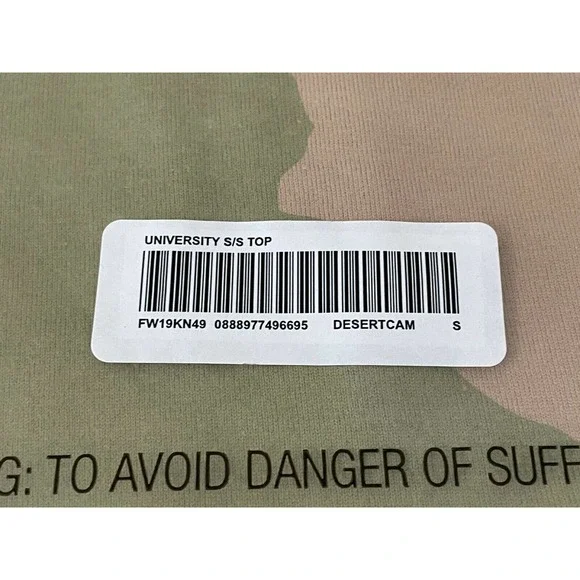 UNIVERSITY S/S TOP
FW19KN49 0888977496695 DESERTCAM S
G: TO AVOID DANGER OF SUFF